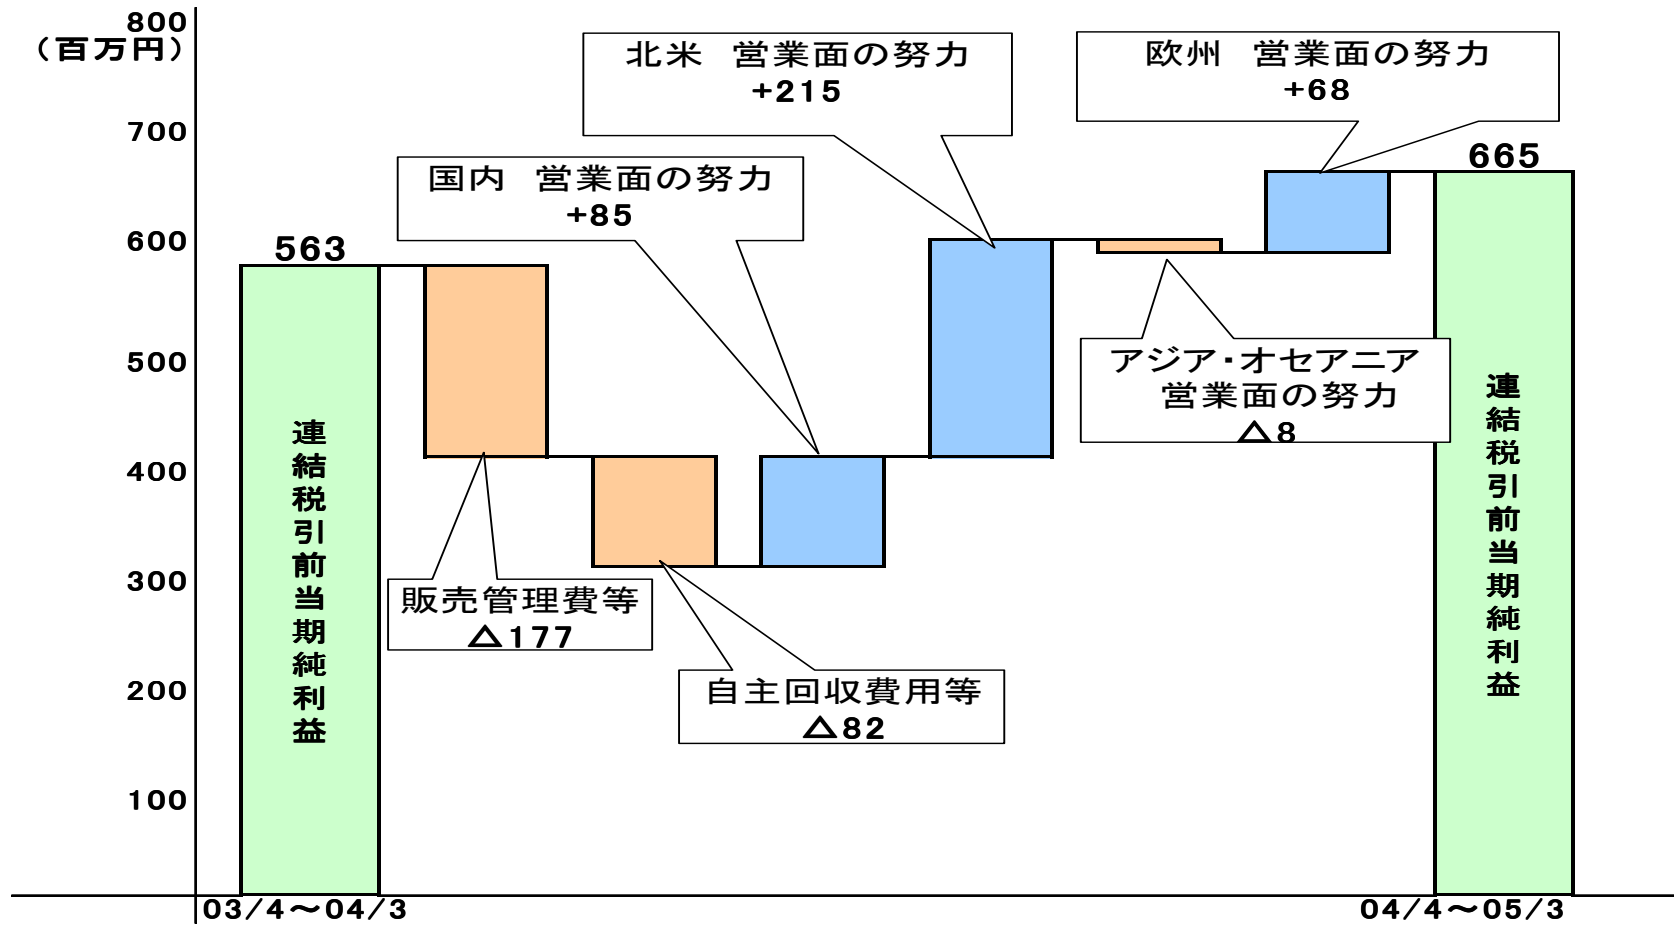 800
（百万円）
700
600
500
400
300
200
100
北米　営業面の努力
+215
欧州　営業面の努力
+68
国内　営業面の努力
+85
563
665
アジア・オセアニア
営業面の努力
△8
販売管理費等
△177
自主回収費用等
△82
連結税引前当期純利益
連結税引前当期純利益
03/4～04/3
04/4～05/3